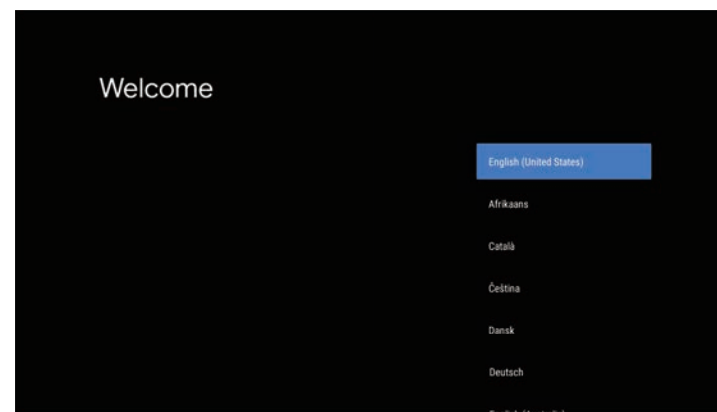 Welcome
English (United States)
Afrikaans
Català
Čeština
Dansk
Deutsch